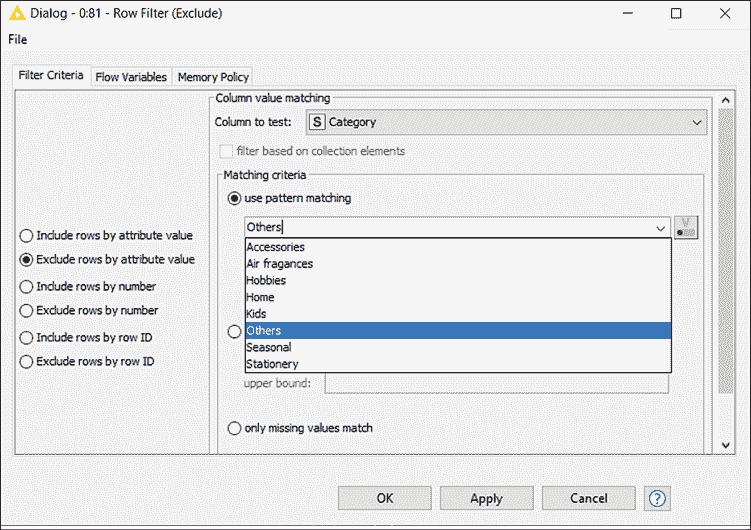 Dialog - 0:81 - Row Filter (Exclude)
File
Filter Criteria Flow Variables Memory Policy
Column value matching
Column to test: S Category
filter based on collection elements
Matching criteria
use pattern matching
Others
Accessories
Air fragances
Hobbies
Home
Kids
Others
Seasonal
Stationery
upper bound:
only missing values match
Include rows by attribute value
Exclude rows by attribute value
Include rows by number
Exclude rows by number
Include rows by row ID
Exclude rows by row ID
OK Apply Cancel ?